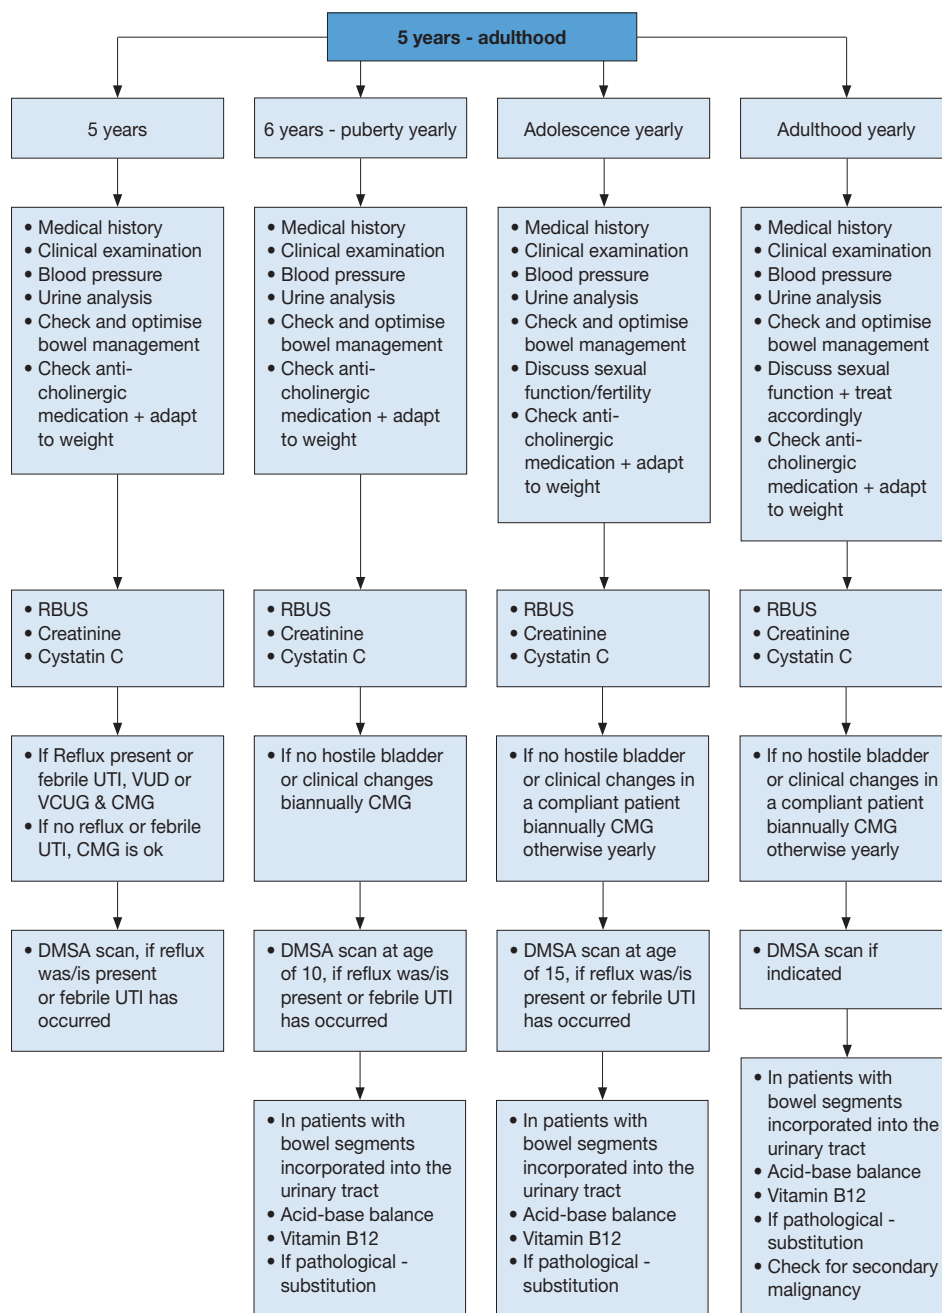 5 years - adulthood
5 years
6 years - puberty yearly
Adolescence yearly
Adulthood yearly
• Medical history
• Clinical examination
• Blood pressure
• Urine analysis
• Check and optimise
bowel management
• Check anti-
cholinergic
medication + adapt
to weight
• Medical history
• Clinical examination
• Blood pressure
• Urine analysis
• Check and optimise
bowel management
• Check anti-
cholinergic
medication + adapt
to weight
• Medical history
• Clinical examination
• Blood pressure
• Urine analysis
• Check and optimise
bowel management
• Discuss sexual
function/fertility
• Check anti-
cholinergic
medication + adapt
to weight
• Medical history
• Clinical examination
• Blood pressure
• Urine analysis
• Check and optimise
bowel management
• Discuss sexual
function + treat
accordingly
• Check anti-
cholinergic
medication + adapt
to weight
• RBUS
• Creatinine
• Cystatin C
• RBUS
• Creatinine
• Cystatin C
• RBUS
• Creatinine
• Cystatin C
• RBUS
• Creatinine
• Cystatin C
• If Reflux present or
febrile UTI, VUD or
VCUG & CMG
• If no reflux or febrile
UTI, CMG is ok
• If no hostile bladder
or clinical changes
biannually CMG
• If no hostile bladder
or clinical changes in
a compliant patient
biannually CMG
otherwise yearly
• If no hostile bladder
or clinical changes in
a compliant patient
biannually CMG
otherwise yearly
• DMSA scan, if reflux
was/is present
or febrile UTI has
occurred
• DMSA scan at age
of 10, if reflux was/is
present or febrile UTI
has occurred
• DMSA scan at age
of 15, if reflux was/is
present or febrile UTI
has occurred
• DMSA scan if
indicated
• In patients with
bowel segments
incorporated into the
urinary tract
• Acid-base balance
• Vitamin B12
• If pathological -
substitution
• In patients with
bowel segments
incorporated into the
urinary tract
• Acid-base balance
• Vitamin B12
• If pathological -
substitution
• In patients with
bowel segments
incorporated into the
urinary tract
• Acid-base balance
• Vitamin B12
• If pathological -
substitution
• Check for secondary
malignancy